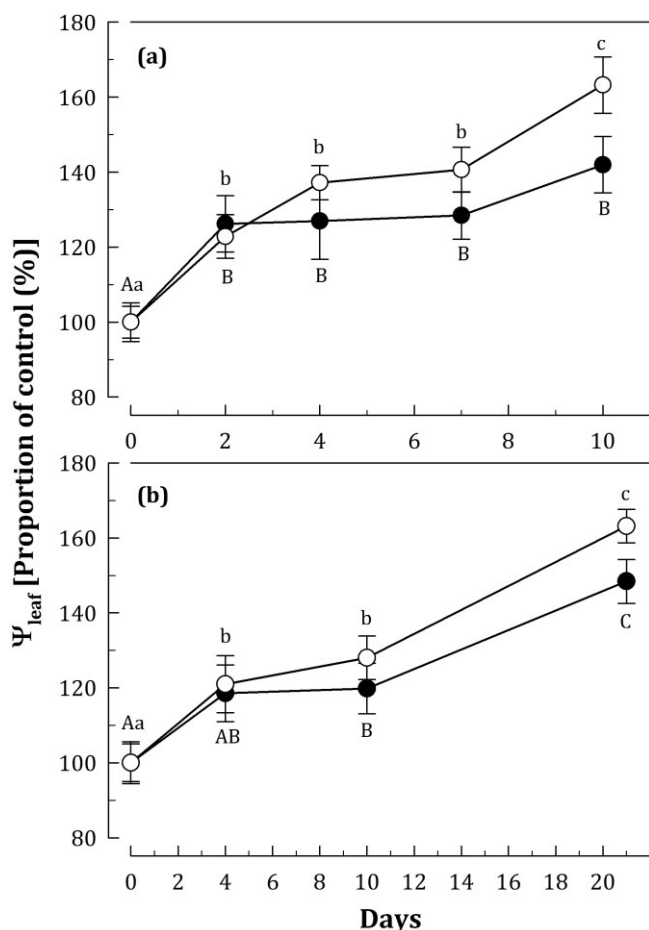 Ψleaf [Proportion of control (%)]
(a)
180
160
140
120
100
80
Aa
b
B
b
B
b
B
c
B
0 2 4 6 8 10
(b)
180
160
140
120
100
80
Aa
b
AB
b
B
c
C
0 2 4 6 8 10 12 14 16 18 20
Days